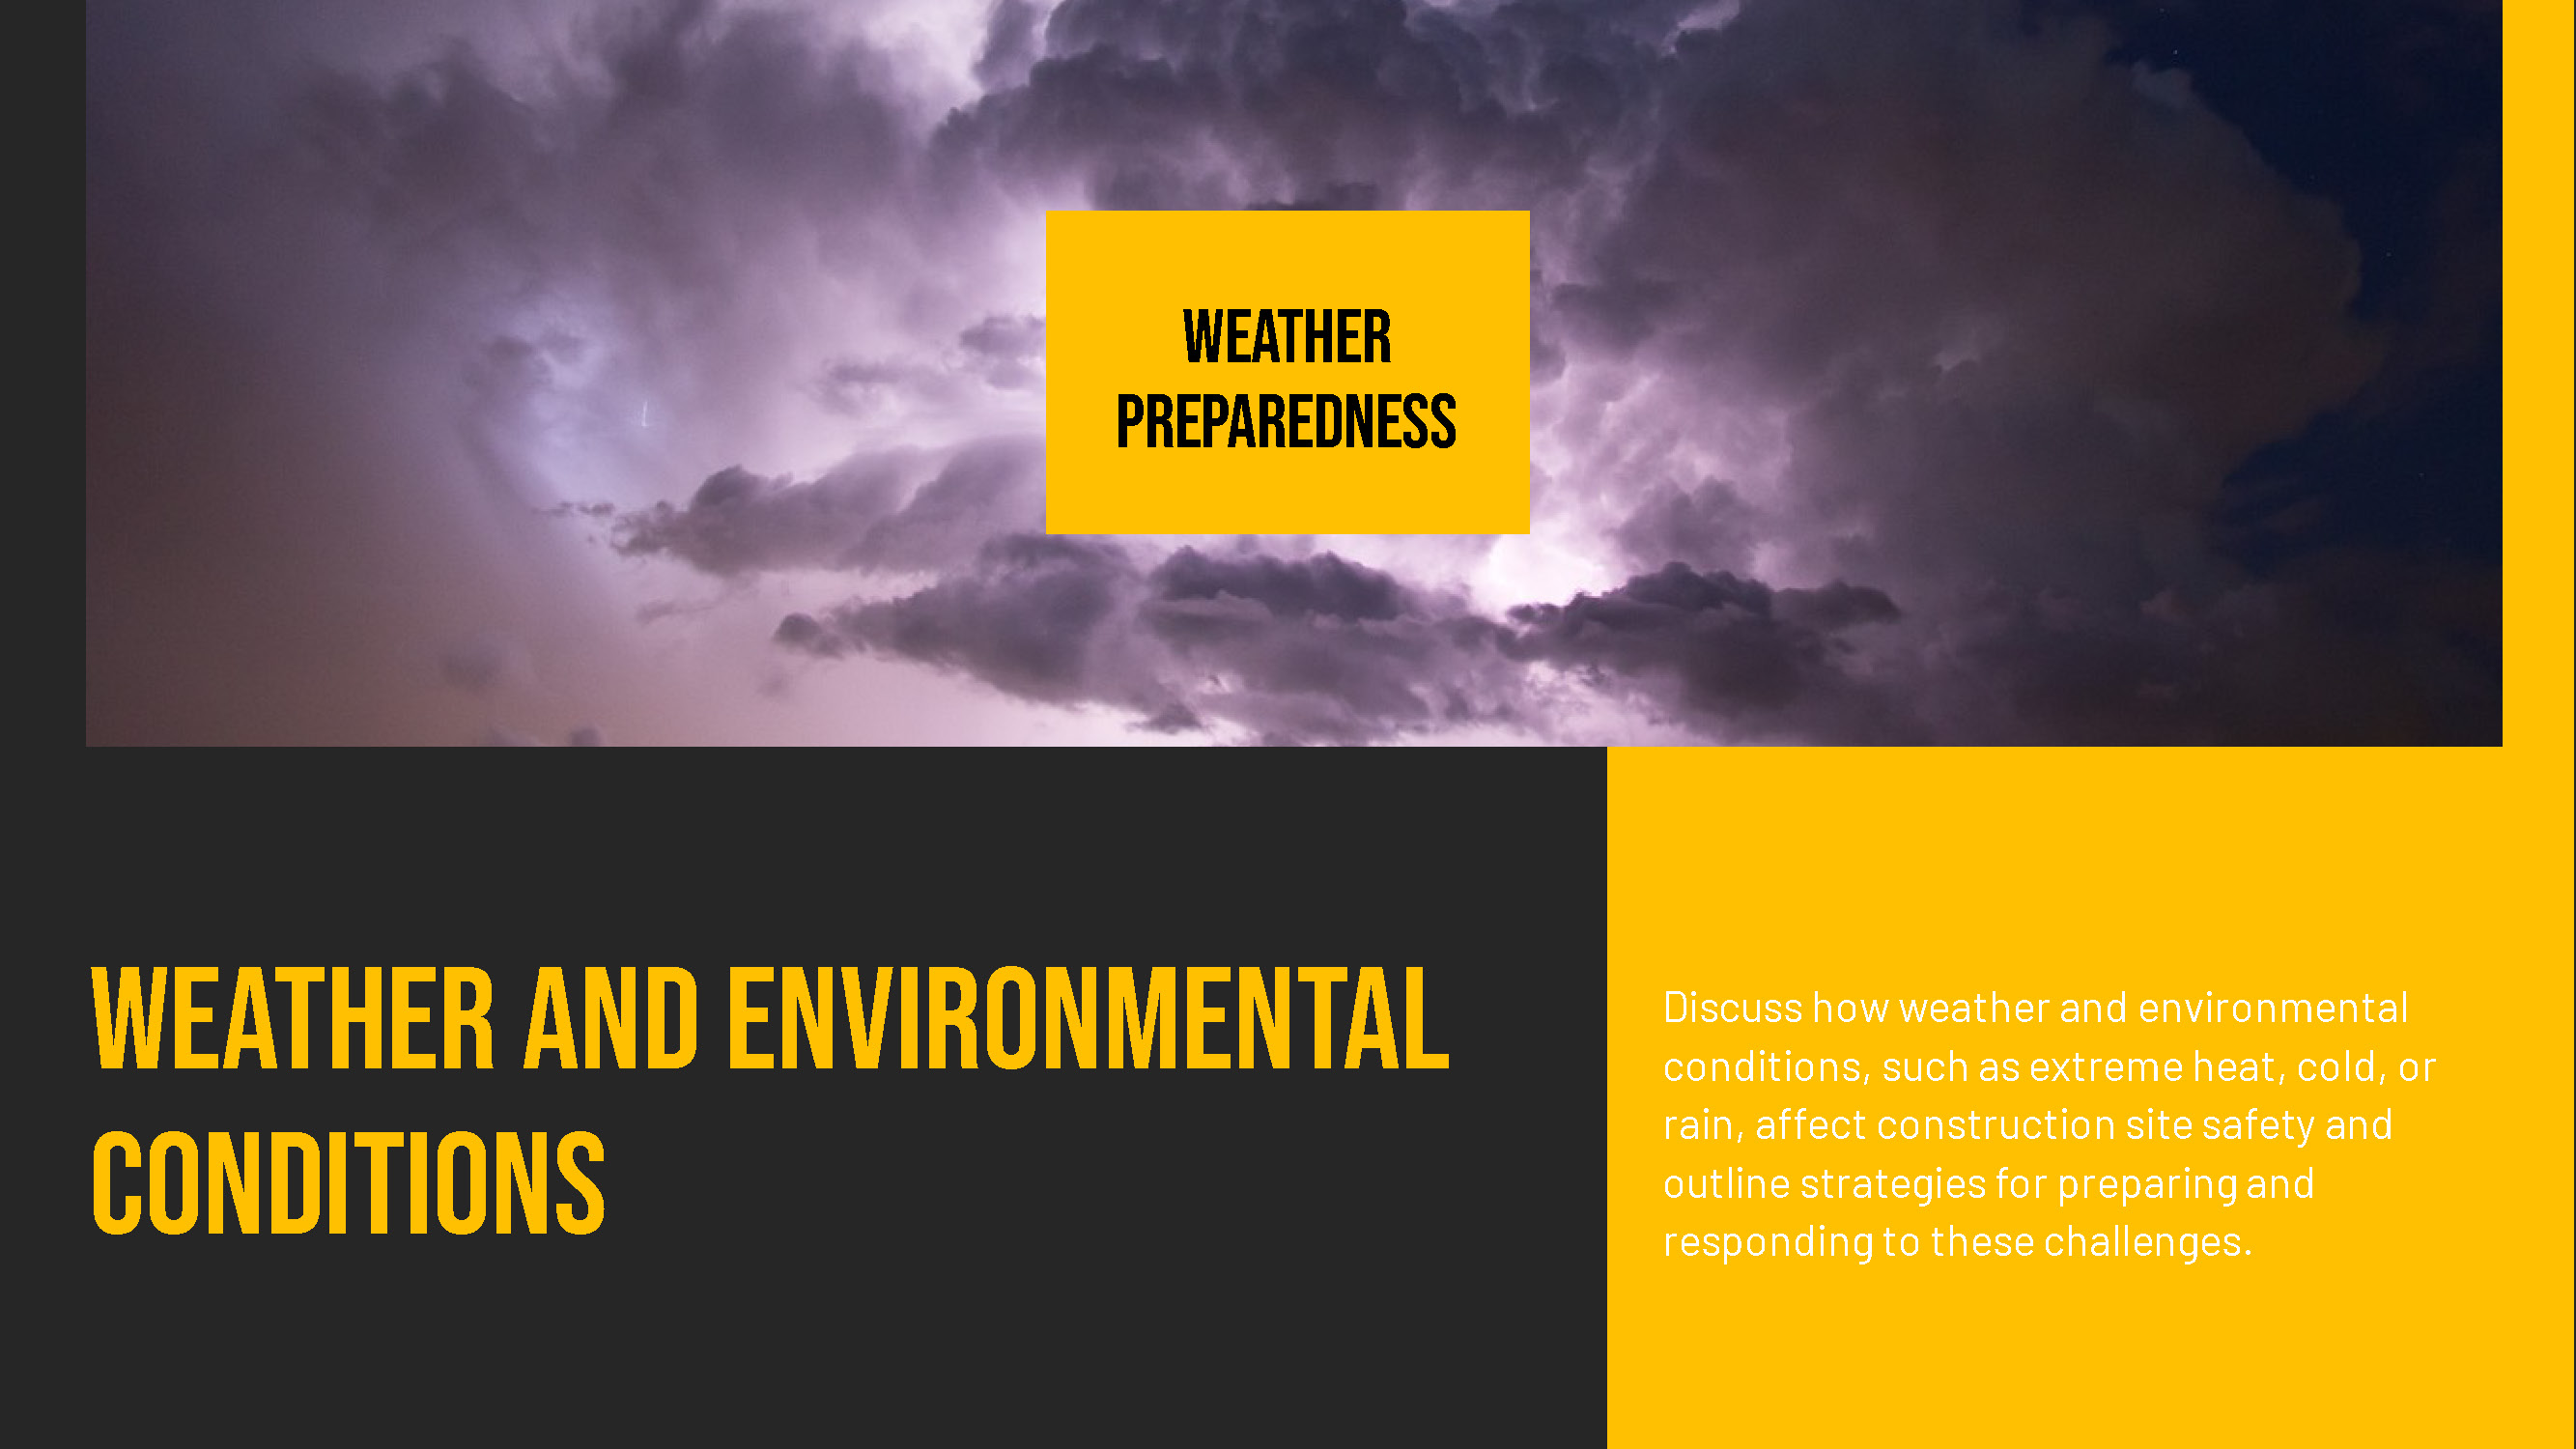 WEATHER
PREPAREDNESS
WEATHER AND ENVIRONMENTAL
CONDITIONS
Discuss how weather and environmental
conditions, such as extreme heat, cold, or
rain, affect construction site safety and
outline strategies for preparing and
responding to these challenges.